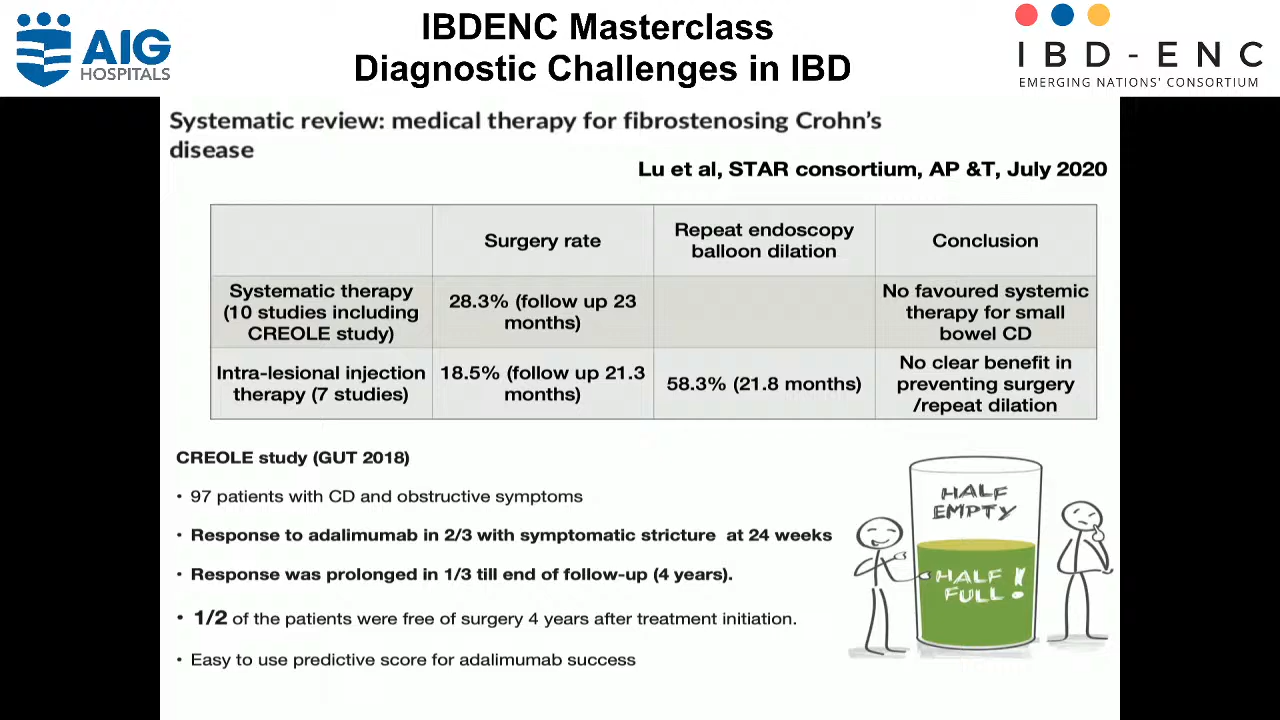 AIG
HOSPITALS
IBDENC Masterclass
Diagnostic Challenges in IBD
IBD-ENC
EMERGING NATIONS' CONSORTIUM
Systematic review: medical therapy for fibrostenosing Crohn's
disease
Lu et al, STAR consortium, AP &T, July 2020
Surgery rate
Repeat endoscopy
balloon dilation
Conclusion
Systematic therapy
(10 studies including
CREOLE study)
28.3% (follow up 23
months)
No favoured systemic
therapy for small
bowel CD
Intra-lesional injection
therapy (7 studies)
18.5% (follow up 21.3
months)
58.3% (21.8 months)
No clear benefit in
preventing surgery
/repeat dilation
CREOLE study (GUT 2018)
• 97 patients with CD and obstructive symptoms
• Response to adalimumab in 2/3 with symptomatic stricture at 24 weeks
• Response was prolonged in 1/3 till end of follow-up (4 years).
• 1/2 of the patients were free of surgery 4 years after treatment initiation.
• Easy to use predictive score for adalimumab success
HALF
EMPTY
HALF
FULL!